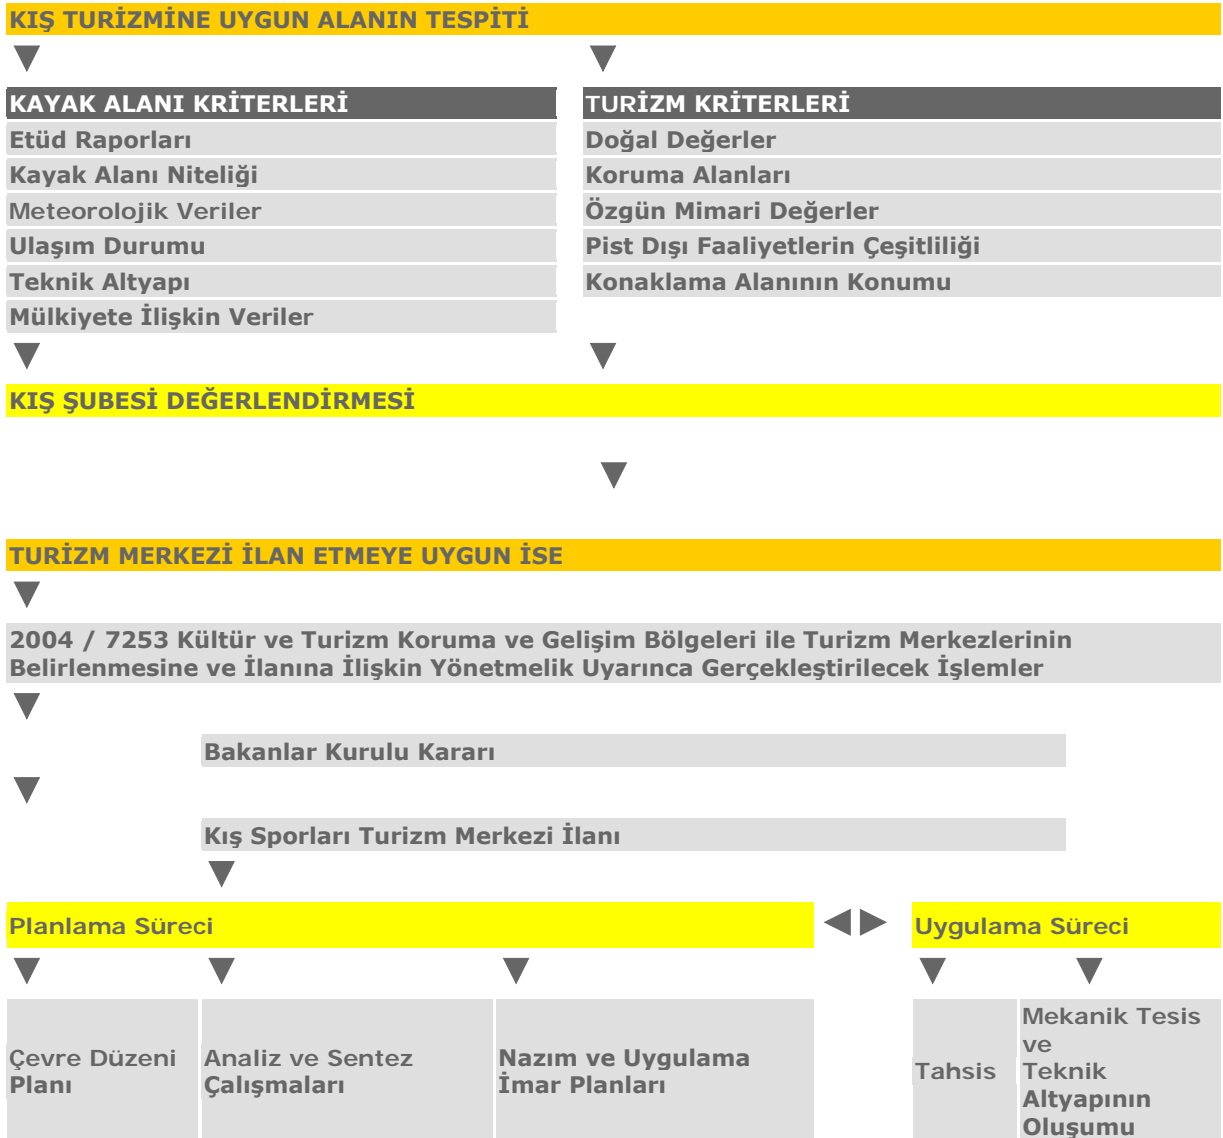 KIŞ TURİZMİNE UYGUN ALANIN TESPİTİ
KAYAK ALANI KRİTERLERİ
Etüd Raporları
Kayak Alanı Niteliği
Meteorolojik Veriler
Ulaşım Durumu
Teknik Altyapı
Mülkiyete İlişkin Veriler
TURİZM KRİTERLERİ
Doğal Değerler
Koruma Alanları
Özgün Mimari Değerler
Pist Dışı Faaliyetlerin Çeşitliliği
Konaklama Alanının Konumu
KIŞ ŞUBESİ DEĞERLENDİRMESİ
TURİZM MERKEZİ İLAN ETMEYE UYGUN İSE
2004 / 7253 Kültür ve Turizm Koruma ve Gelişim Bölgeleri ile Turizm Merkezlerinin
Belirlenmesine ve İlanına İlişkin Yönetmelik Uyarınca Gerçekleştirilecek İşlemler
Bakanlar Kurulu Kararı
Kış Sporları Turizm Merkezi İlanı
Planlama Süreci
Uygulama Süreci
Çevre Düzeni
Planı
Analiz ve Sentez
Çalışmaları
Nazım ve Uygulama
İmar Planları
Tahsis
Mekanik Tesis
ve
Teknik
Altyapının
Oluşumu